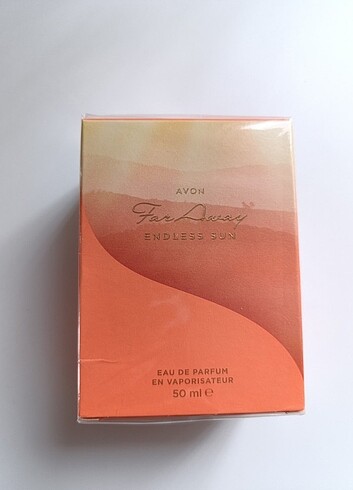 AVON
Far Away
ENDLESS SUN
EAU DE PARFUM
EN VAPORISATEUR
50 ml ℮